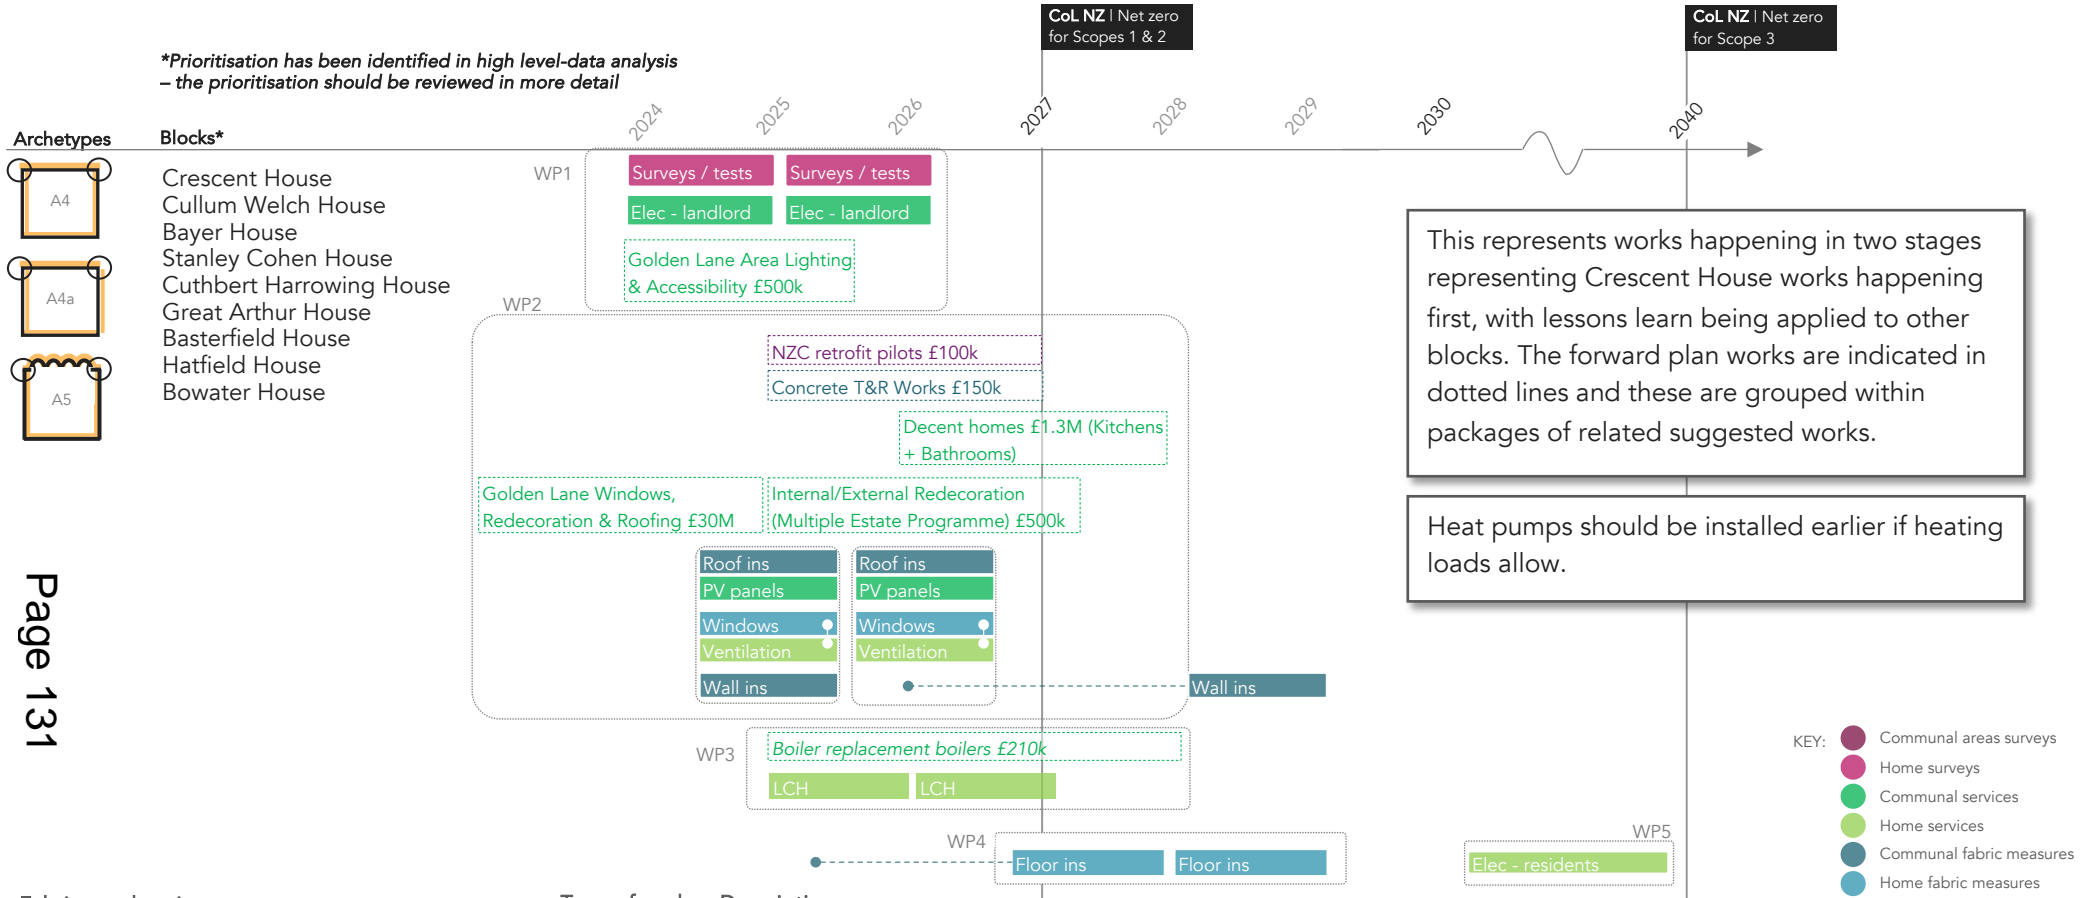 CoL NZ | Net zero
for Scopes 1 & 2
CoL NZ | Net zero
for Scope 3
*Prioritisation has been identified in high level-data analysis
– the prioritisation should be reviewed in more detail
2024
2025
2026
2027
2028
2029
2030
2040
Archetypes
Blocks*
A4
A4a
A5
Crescent House
Cullum Welch House
Bayer House
Stanley Cohen House
Cuthbert Harrowing House
Great Arthur House
Basterfield House
Hatfield House
Bowater House
WP1
Surveys / tests
Surveys / tests
Elec - landlord
Elec - landlord
Golden Lane Area Lighting
& Accessibility £500k
WP2
NZC retrofit pilots £100k
Concrete T&R Works £150k
Decent homes £1.3M (Kitchens
+ Bathrooms)
Golden Lane Windows,
Redecoration & Roofing £30M
Internal/External Redecoration
(Multiple Estate Programme) £500k
Roof ins
Roof ins
PV panels
PV panels
Windows
Windows
Ventilation
Ventilation
Wall ins
Wall ins
WP3
Boiler replacement boilers £210k
LCH
LCH
WP4
Floor ins
Floor ins
WP5
Elec - residents
This represents works happening in two stages
representing Crescent House works happening
first, with lessons learn being applied to other
blocks. The forward plan works are indicated in
dotted lines and these are grouped within
packages of related suggested works.
Heat pumps should be installed earlier if heating
loads allow.
KEY:
Communal areas surveys
Home surveys
Communal services
Home services
Communal fabric measures
Home fabric measures
Page 131